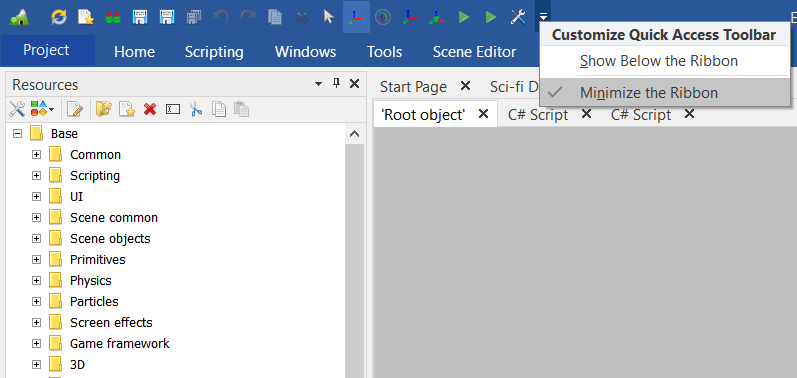 E
Customize Quick Access Toolbar
Show Below the Ribbon
Minimize the Ribbon
Project
Home
Scripting
Windows
Tools
Scene Editor
Resources
Start Page
Sci-fi D
'Root object'
C# Script
C# Script
Base
Common
Scripting
UI
Scene common
Scene objects
Primitives
Physics
Particles
Screen effects
Game framework
3D